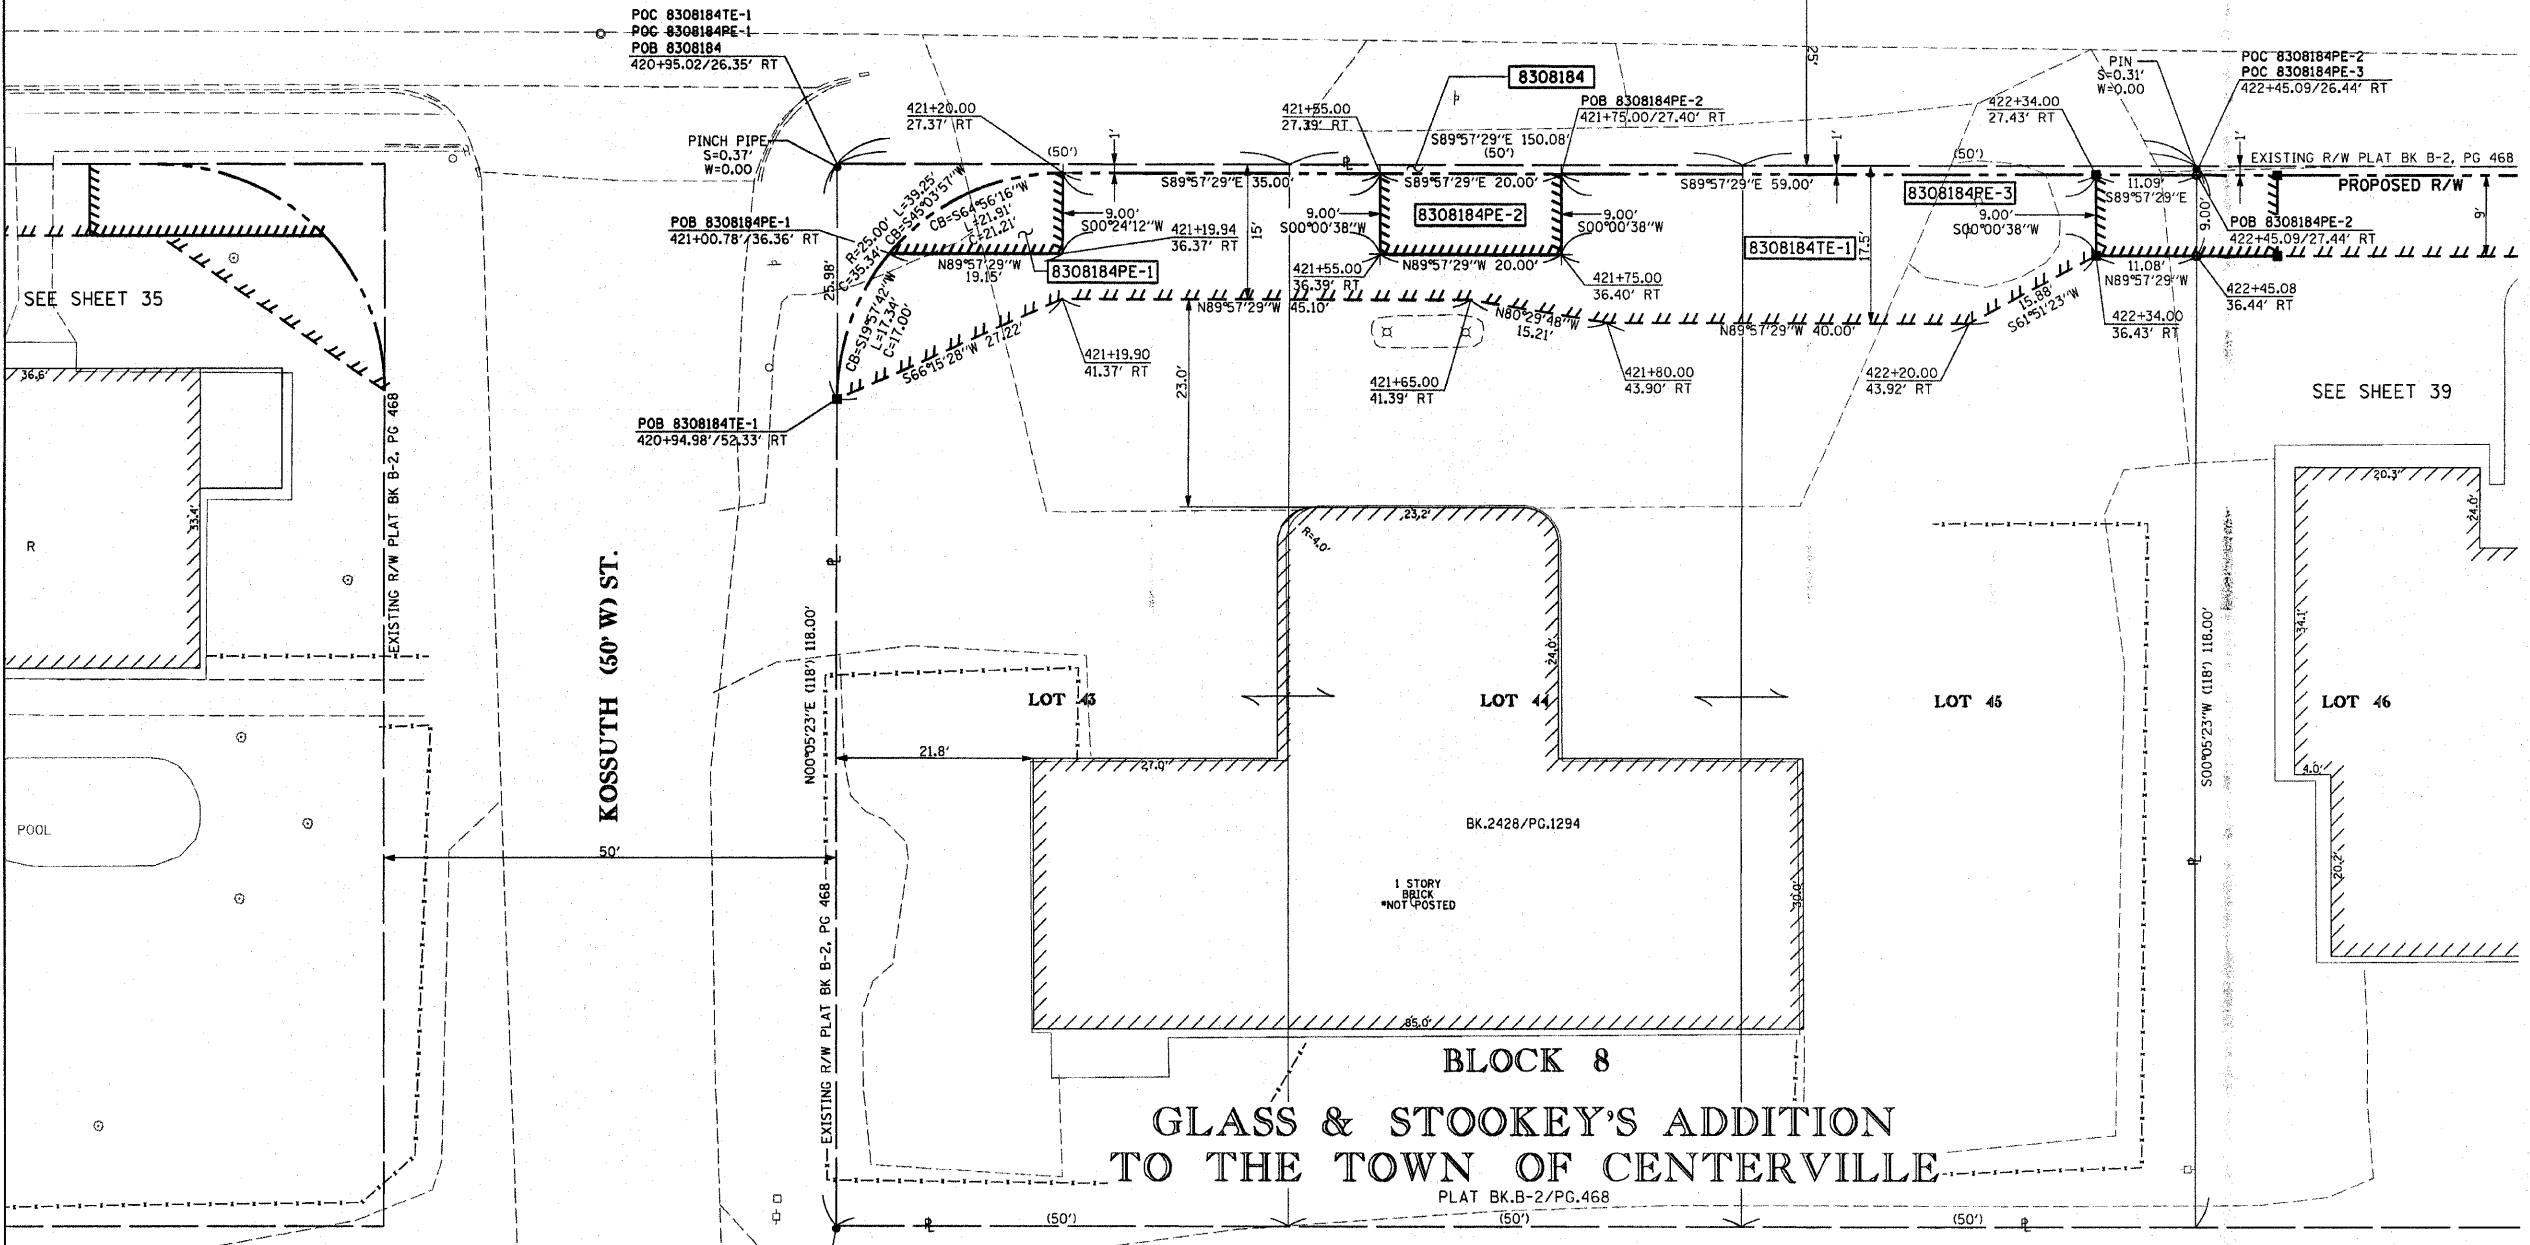 POC 8308184TE-1
POC 8308184PE-1
POB 8308184
420+95.02/26.35' RT
PINCH PIPE
S=0.37'
W=0.00
421+20.00
27.37' RT
(50')
1'
8308184
421+55.00
27.39' RT
S89°57'29"E 150.08'
(50')
POB 8308184PE-2
421+75.00/27.40' RT
25'
(50')
1'
422+34.00
27.43' RT
PIN
S=0.31'
W=0.00
POC 8308184PE-2
POC 8308184PE-3
422+45.09/26.44' RT
1'
EXISTING R/W PLAT BK B-2, PG 468
PROPOSED R/W
9'
S89°57'29"E 35.00'
S89°57'29"E 20.00'
S89°57'29"E 59.00'
11.09'
S89°57'29"E
POB 8308184PE-1
421+00.78'/36.36' RT
R=25.00' L=39.25'
C=35.34' CB=S45°03'57"W
CB=S64°56'16"W
L=21.91'
C=21.21'
CB=S19°57'42"W
L=17.34'
C=17.00'
25.98'
9.00'
S00°24'12"W
421+19.94
36.37' RT
N89°57'29"W
19.15'
8308184PE-1
15'
9.00'
S00°00'38"W
8308184PE-2
9.00'
S00°00'38"W
421+55.00
36.39' RT
N89°57'29"W 20.00'
421+75.00
36.40' RT
8308184TE-1
17.5'
8308184PE-3
9.00'
S00°00'38"W
9.00'
POB 8308184PE-2
422+45.09/27.44' RT
11.08'
N89°57'29"W
422+45.08
36.44' RT
422+34.00
36.43' RT
SEE SHEET 35
N89°57'29"W 45.10'
N80°29'48"W
15.21'
N89°57'29"W 40.00'
15.88'
S61°51'23"W
S66°15'28"W 27.22'
421+19.90
41.37' RT
421+65.00
41.39' RT
421+80.00
43.90' RT
422+20.00
43.92' RT
SEE SHEET 39
36.6'
23.0'
POB 8308184TE-1
420+94.98'/52.33' RT
EXISTING R/W PLAT BK B-2, PG 468
33.4'
R
KOSSUTH (50' W) ST.
N00°05'23"E (118') 118.00'
23.2'
R=4.0'
24.0'
20.3'
24.0'
34.1'
S00°05'23"W (118') 118.00'
LOT 43
LOT 44
LOT 45
LOT 46
21.8'
27.0'
4.0'
POOL
50'
BK.2428/PG.1294
1 STORY
BRICK
*NOT POSTED
30.0'
20.2'
EXISTING R/W PLAT BK B-2, PG 468
85.0'
BLOCK 8
GLASS & STOOKEY'S ADDITION
TO THE TOWN OF CENTERVILLE
PLAT BK.B-2/PG.468
(50')
(50')
(50')